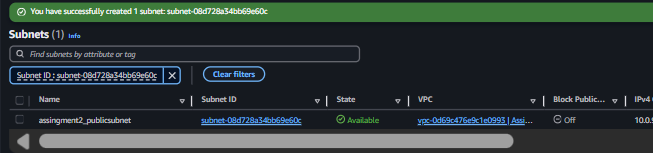 You have successfully created 1 subnet: subnet-08d728a34bb69e60c
Subnets (1) Info
Find subnets by attribute or tag
Subnet ID : subnet-08d728a34bb69e60c Clear filters
Name Subnet ID State VPC Block Public... IPv4
assingment2_publicsubnet subnet-08d728a34bb69e60c Available vpc-0d69c476e9c1e0993 | Assi... Off 10.0.